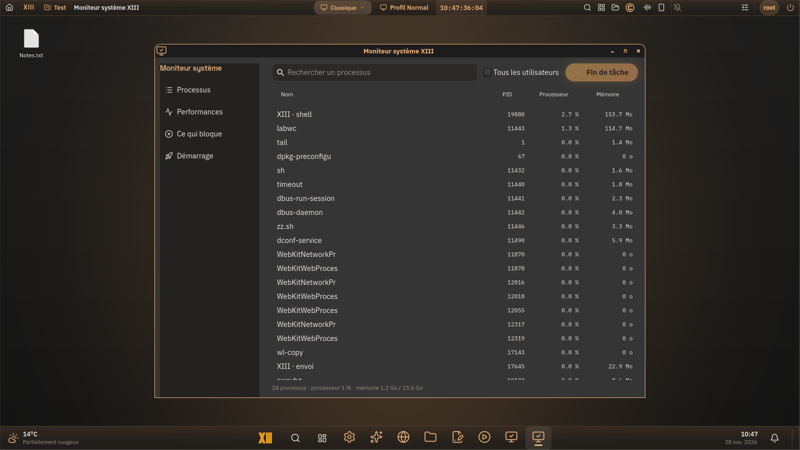 XIII Test Moniteur système XIII Classique Profil Normal 10:47:36:04 root
Notes.txt
Moniteur système XIII
Moniteur système
Rechercher un processus Tous les utilisateurs Fin de tâche
Processus
Performances
Ce qui bloque
Démarrage
Nom PID Processeur Mémoire
XIII · shell 19880 2.7 % 153.7 Mo
labwc 11443 1.3 % 114.7 Mo
tail 1 0.0 % 1.4 Mo
dpkg-preconfigu 67 0.0 % 0 o
sh 11432 0.0 % 1.6 Mo
timeout 11440 0.0 % 1.8 Mo
dbus-run-session 11441 0.0 % 2.3 Mo
dbus-daemon 11442 0.0 % 4.0 Mo
zz.sh 11446 0.0 % 3.3 Mo
dconf-service 11490 0.0 % 5.9 Mo
WebKitNetworkPr 11870 0.0 % 0 o
WebKitWebProces 11878 0.0 % 0 o
WebKitNetworkPr 12016 0.0 % 0 o
WebKitWebProces 12018 0.0 % 0 o
WebKitWebProces 12055 0.0 % 0 o
WebKitNetworkPr 12317 0.0 % 0 o
WebKitWebProces 12319 0.0 % 0 o
wl-copy 17143 0.0 % 0 o
XIII · envoi 17645 0.0 % 22.9 Mo
28 processus · processeur 1 % · mémoire 1.2 Go / 15.6 Go
14°C
Partiellement nuageux
XIII
10:47
28 nov. 2026